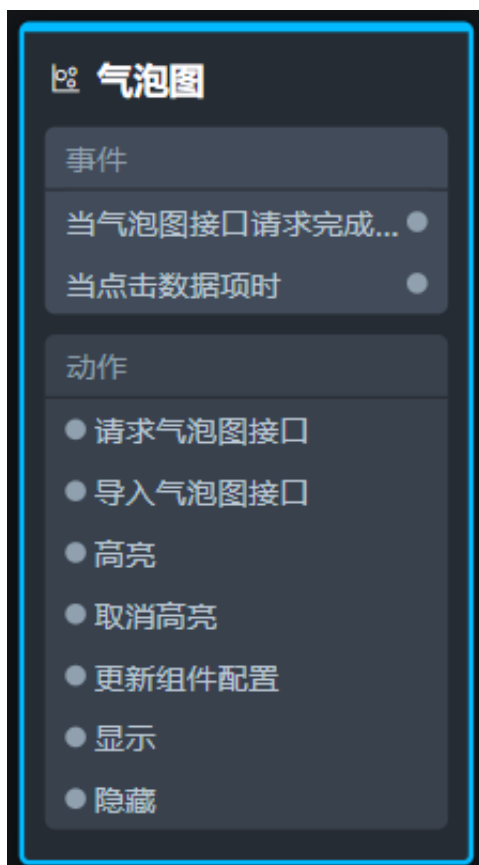 气泡图
事件
当气泡图接口请求完成...
当点击数据项时
动作
请求气泡图接口
导入气泡图接口
高亮
取消高亮
更新组件配置
显示
隐藏